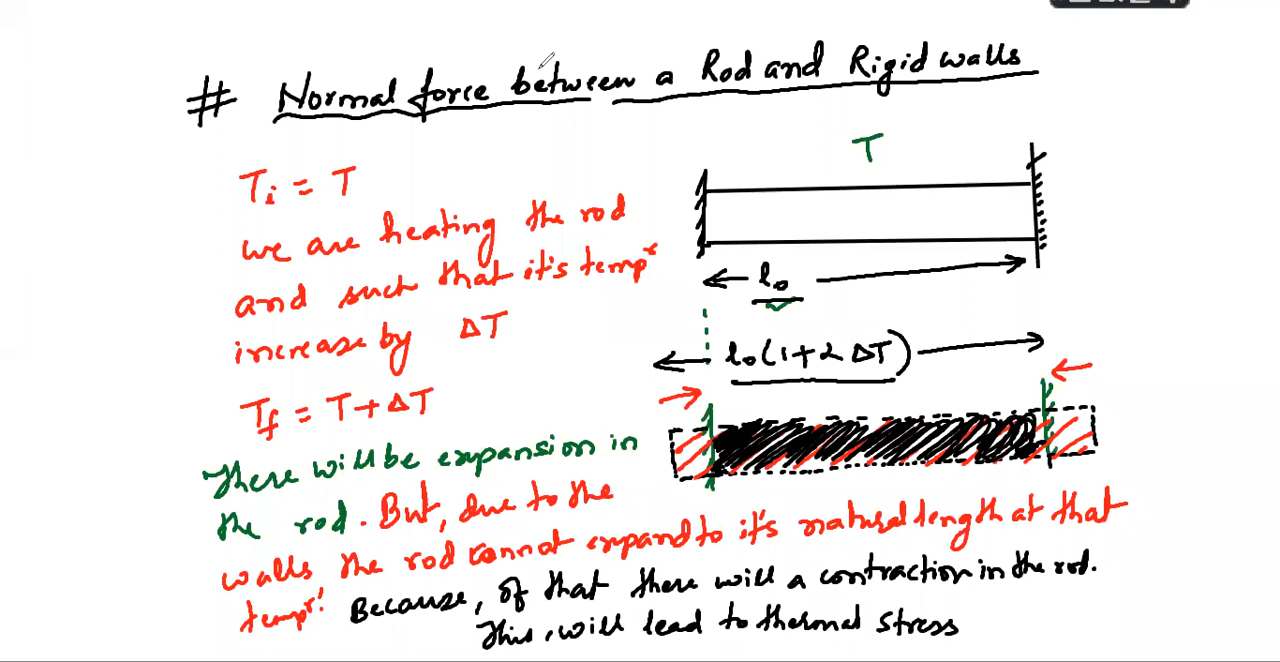 # Normal force between a Rod and Rigid walls
T
Ti = T
we are heating the rod
and such that it's tempr
increase by ΔT
l₀
l₀(1+αΔT)
Tf = T+ΔT
There will be expansion in
the rod. But, due to the
walls the rod cannot expand to it's natural length at that
tempr! Because, of that there will a contraction in the rod.
This, will lead to thermal stress